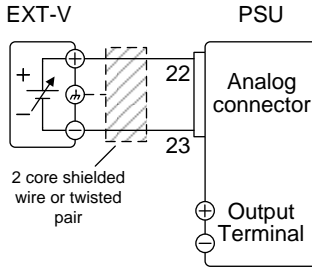 EXT-V
PSU
+
−
+
−
22
23
Analog
connector
2 core shielded
wire or twisted
pair
+
−
Output
Terminal